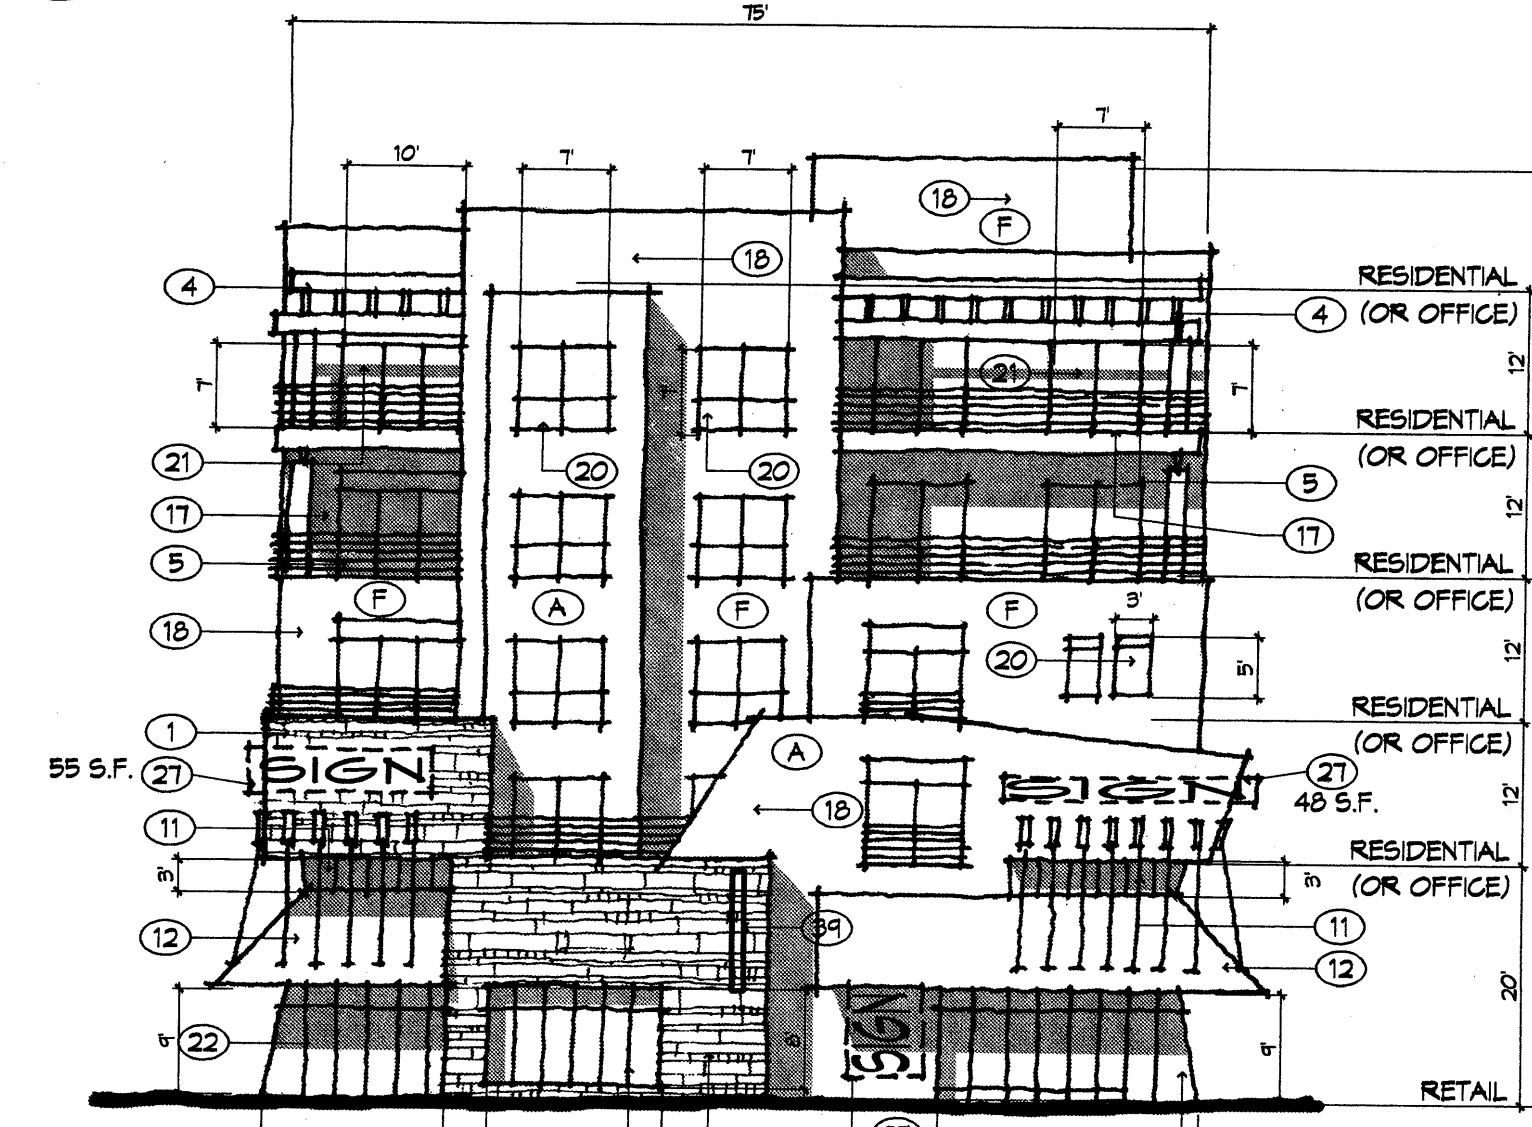 75'
7'
10'
7'
7'
18
F
18
RESIDENTIAL
4
4
(OR OFFICE)
12'
21
7'
7'
7'
RESIDENTIAL
21
20
20
(OR OFFICE)
5
17
12'
17
5
RESIDENTIAL
F
A
F
F
3'
(OR OFFICE)
18
20
5'
12'
RESIDENTIAL
1
A
(OR OFFICE)
55 S.F.
27
SIGN
SIGN
27
48 S.F.
12'
18
11
RESIDENTIAL
3'
3'
(OR OFFICE)
39
11
12
12
20'
SIGN
22
9'
8'
9'
RETAIL